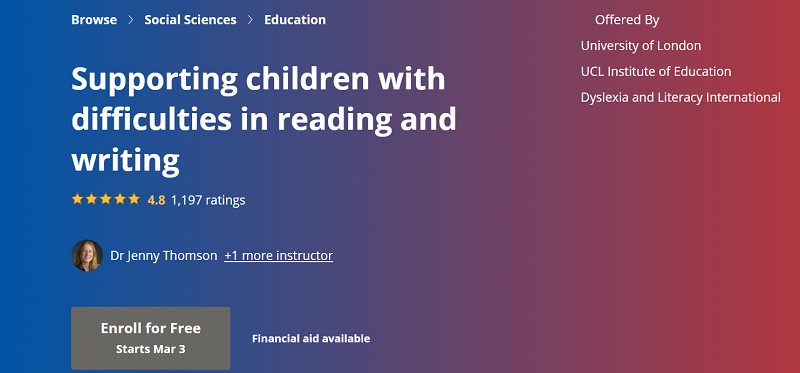 Browse > Social Sciences > Education
Offered By
University of London
UCL Institute of Education
Dyslexia and Literacy International
Supporting children with
difficulties in reading and
writing
4.8 1,197 ratings
Dr Jenny Thomson +1 more instructor
Enroll for Free
Starts Mar 3
Financial aid available